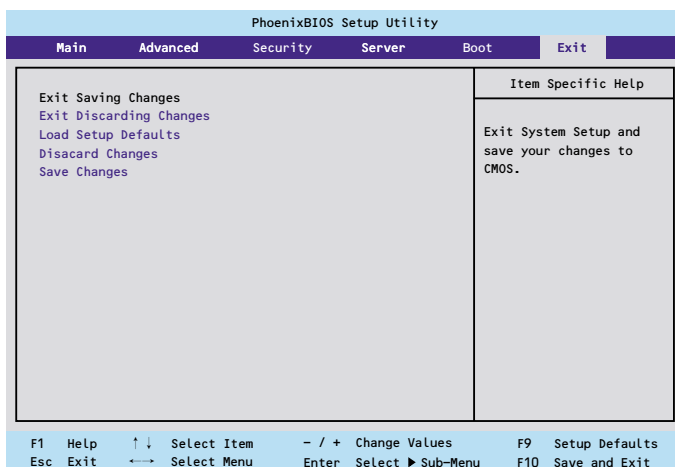 PhoenixBIOS Setup Utility
Main Advanced Security Server Boot Exit
Item Specific Help
Exit Saving Changes
Exit Discarding Changes
Load Setup Defaults
Disacard Changes
Save Changes
Exit System Setup and
save your changes to
CMOS.
F1 Help ↑↓ Select Item – / + Change Values F9 Setup Defaults
Esc Exit ←→ Select Menu Enter Select ▶ Sub-Menu F10 Save and Exit